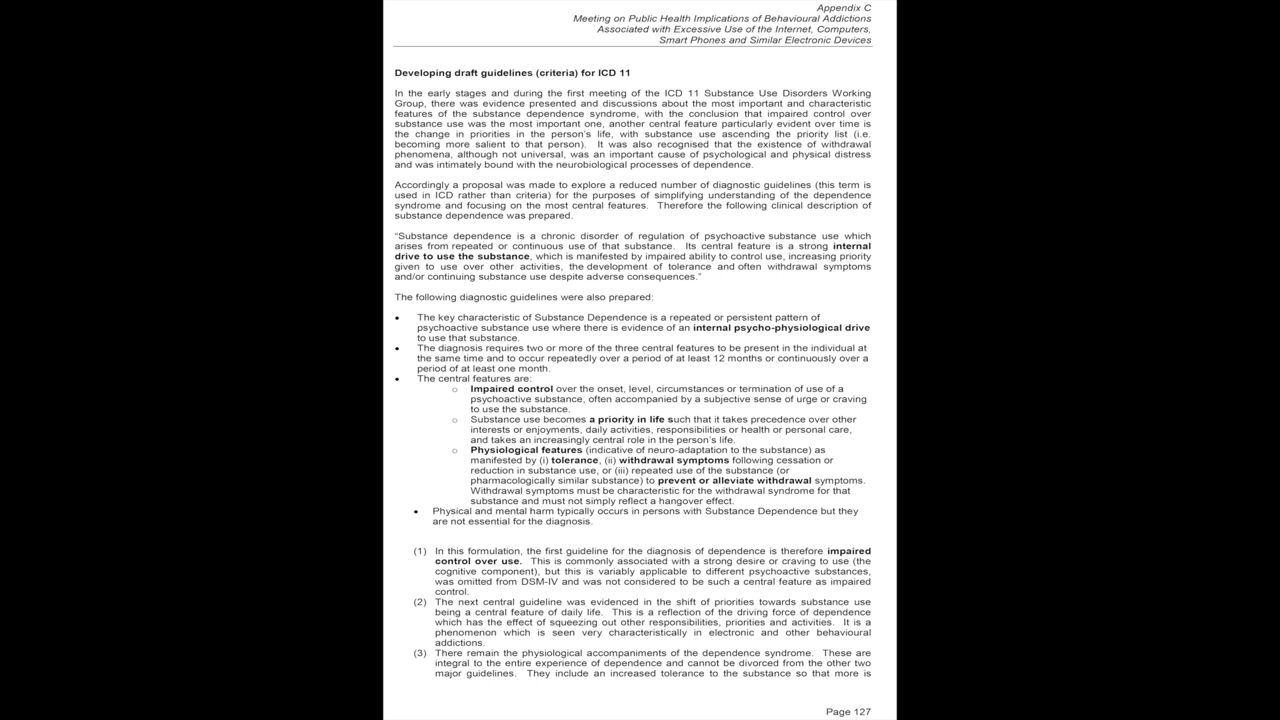 Appendix C
Meeting on Public Health Implications of Behavioural Addictions
Associated with Excessive Use of the Internet, Computers,
Smart Phones and Similar Electronic Devices
Developing draft guidelines (criteria) for ICD 11
In the early stages and during the first meeting of the ICD 11 Substance Use Disorders Working
Group, there was evidence presented and discussions about the most important and characteristic
features of the substance dependence syndrome, with the conclusion that impaired control over
substance use was the most important one, another central feature particularly evident over time is
the change in priorities in the person's life, with substance use ascending the priority list (i.e.
becoming more salient to that person). It was also recognised that the existence of withdrawal
phenomena, although not universal, was an important cause of psychological and physical distress
and was intimately bound with the neurobiological processes of dependence.
Accordingly a proposal was made to explore a reduced number of diagnostic guidelines (this term is
used in ICD rather than criteria) for the purposes of simplifying understanding of the dependence
syndrome and focusing on the most central features. Therefore the following clinical description of
substance dependence was prepared.
“Substance dependence is a chronic disorder of regulation of psychoactive substance use which
arises from repeated or continuous use of that substance. Its central feature is a strong internal
drive to use the substance, which is manifested by impaired ability to control use, increasing priority
given to use over other activities, the development of tolerance and often withdrawal symptoms
and/or continuing substance use despite adverse consequences.”
The following diagnostic guidelines were also prepared:
• The key characteristic of Substance Dependence is a repeated or persistent pattern of
psychoactive substance use where there is evidence of an internal psycho-physiological drive
to use that substance.
• The diagnosis requires two or more of the three central features to be present in the individual at
the same time and to occur repeatedly over a period of at least 12 months or continuously over a
period of at least one month.
• The central features are:
o Impaired control over the onset, level, circumstances or termination of use of a
psychoactive substance, often accompanied by a subjective sense of urge or craving
to use the substance.
o Substance use becomes a priority in life such that it takes precedence over other
interests or enjoyments, daily activities, responsibilities or health or personal care,
and takes an increasingly central role in the person's life.
o Physiological features (indicative of neuro-adaptation to the substance) as
manifested by (i) tolerance, (ii) withdrawal symptoms following cessation or
reduction in substance use, or (iii) repeated use of the substance (or
pharmacologically similar substance) to prevent or alleviate withdrawal symptoms.
Withdrawal symptoms must be characteristic for the withdrawal syndrome for that
substance and must not simply reflect a hangover effect.
• Physical and mental harm typically occurs in persons with Substance Dependence but they
are not essential for the diagnosis.
(1) In this formulation, the first guideline for the diagnosis of dependence is therefore impaired
control over use. This is commonly associated with a strong desire or craving to use (the
cognitive component), but this is variably applicable to different psychoactive substances,
was omitted from DSM-IV and was not considered to be such a central feature as impaired
control.
(2) The next central guideline was evidenced in the shift of priorities towards substance use
being a central feature of daily life. This is a reflection of the driving force of dependence
which has the effect of squeezing out other responsibilities, priorities and activities. It is a
phenomenon which is seen very characteristically in electronic and other behavioural
addictions.
(3) There remain the physiological accompaniments of the dependence syndrome. These are
integral to the entire experience of dependence and cannot be divorced from the other two
major guidelines. They include an increased tolerance to the substance so that more is
Page 127